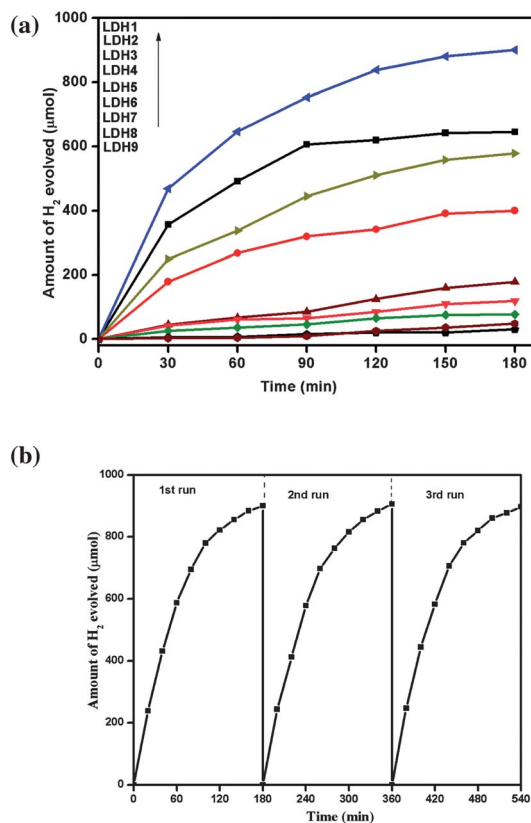 (a)
1000
800
600
400
200
0
Amount of H₂ evolved (μmol)
LDH1
LDH2
LDH3
LDH4
LDH5
LDH6
LDH7
LDH8
LDH9
0 30 60 90 120 150 180
Time (min)
(b)
1000
800
600
400
200
0
Amount of H₂ evolved (μmol)
1st run 2nd run 3rd run
0 60 120 180 240 300 360 420 480 540
Time (min)